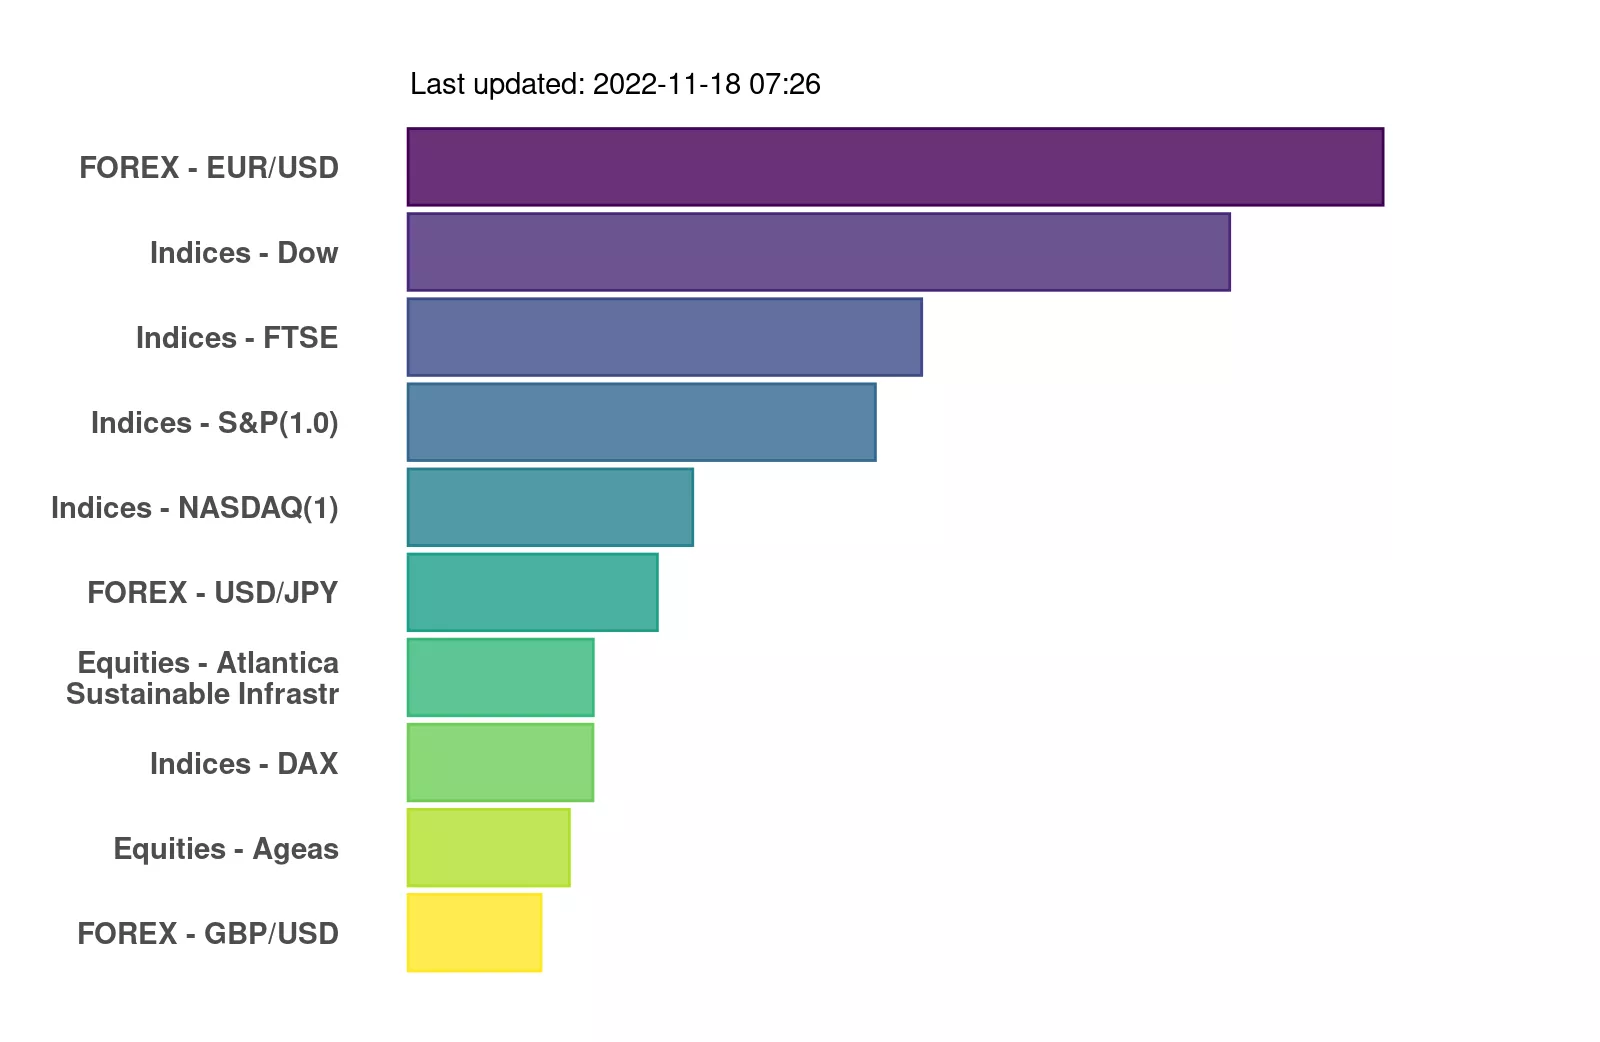 Last updated: 2022-11-18 07:26
FOREX - EUR/USD
Indices - Dow
Indices - FTSE
Indices - S&P(1.0)
Indices - NASDAQ(1)
FOREX - USD/JPY
Equities - Atlantica
Sustainable Infrastr
Indices - DAX
Equities - Ageas
FOREX - GBP/USD